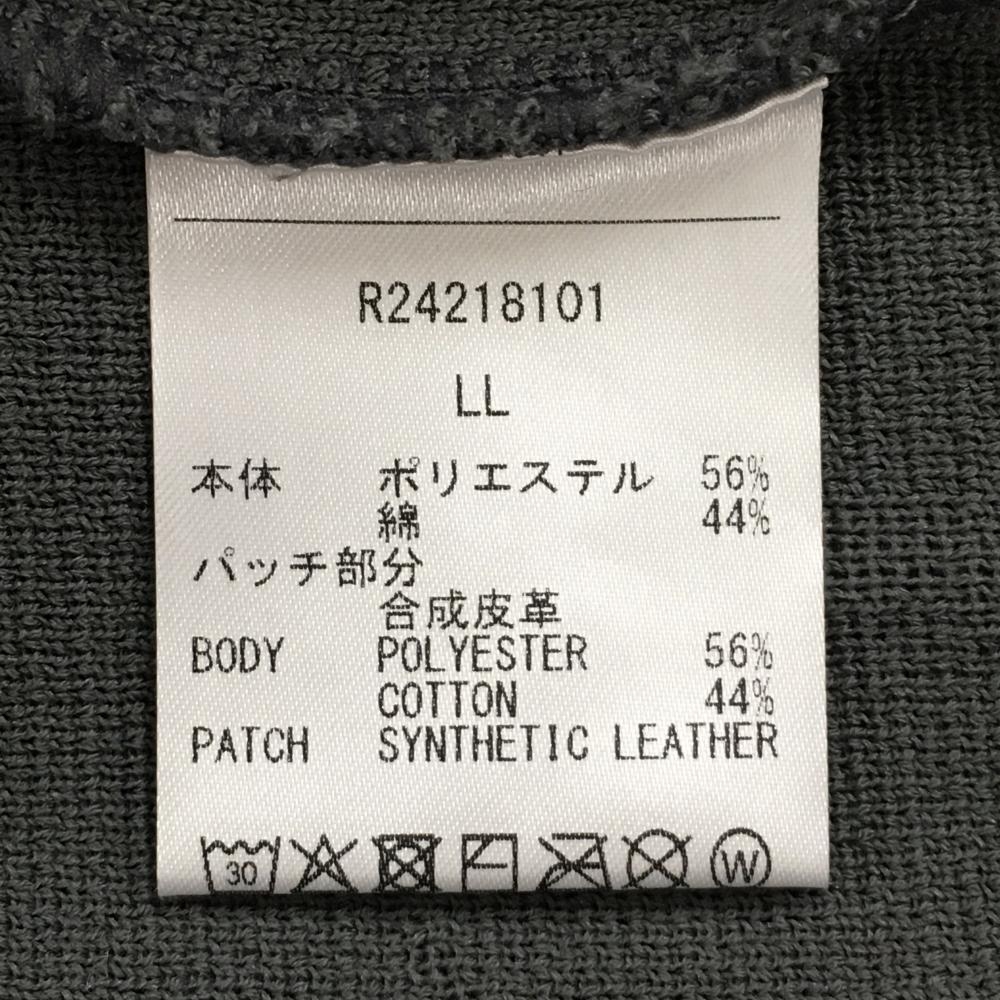 R24218101
LL
本体 ポリエステル 56%
綿 44%
パッチ部分
合成皮革
BODY POLYESTER 56%
COTTON 44%
PATCH SYNTHETIC LEATHER
30 W